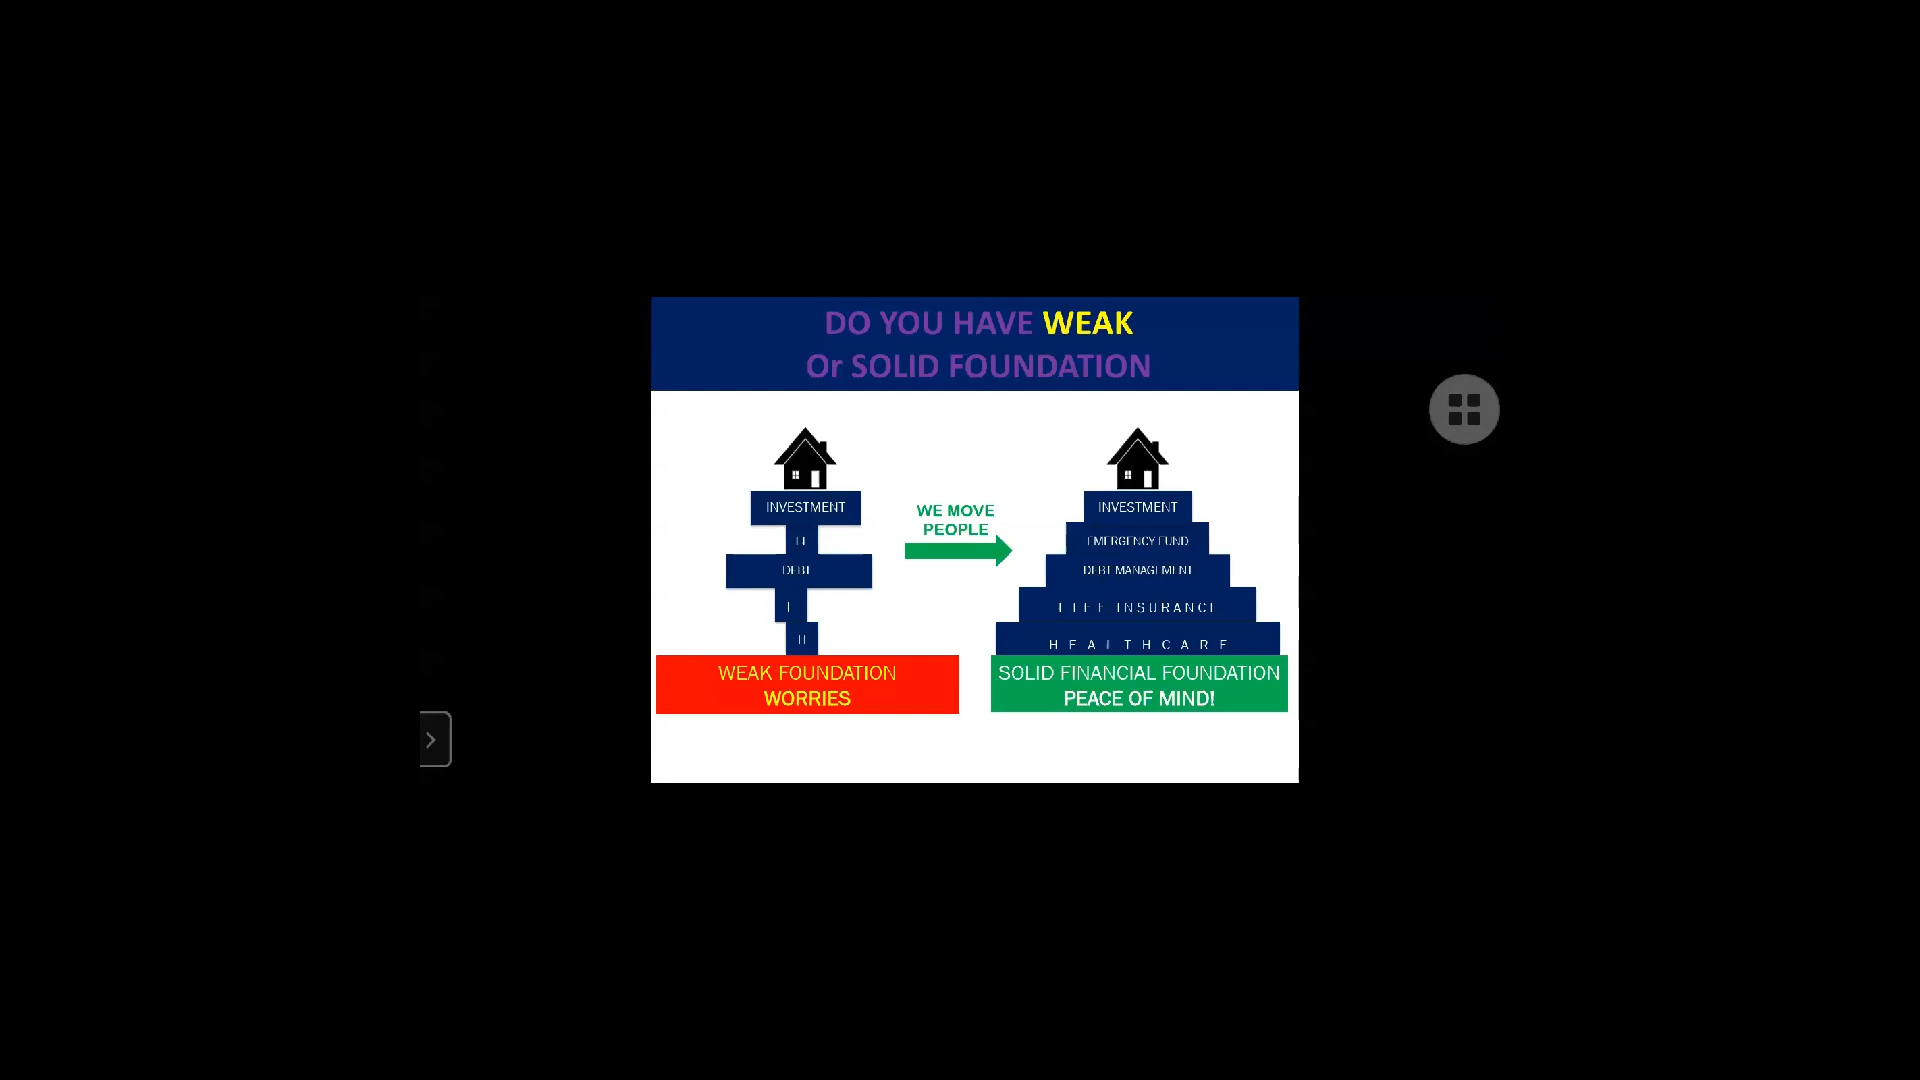 DO YOU HAVE WEAK
Or SOLID FOUNDATION
INVESTMENT
DEBT
WE MOVE
PEOPLE
INVESTMENT
EMERGENCY FUND
DEBT MANAGEMENT
LIFE INSURANCE
HEALTHCARE
WEAK FOUNDATION
WORRIES
SOLID FINANCIAL FOUNDATION
PEACE OF MIND!